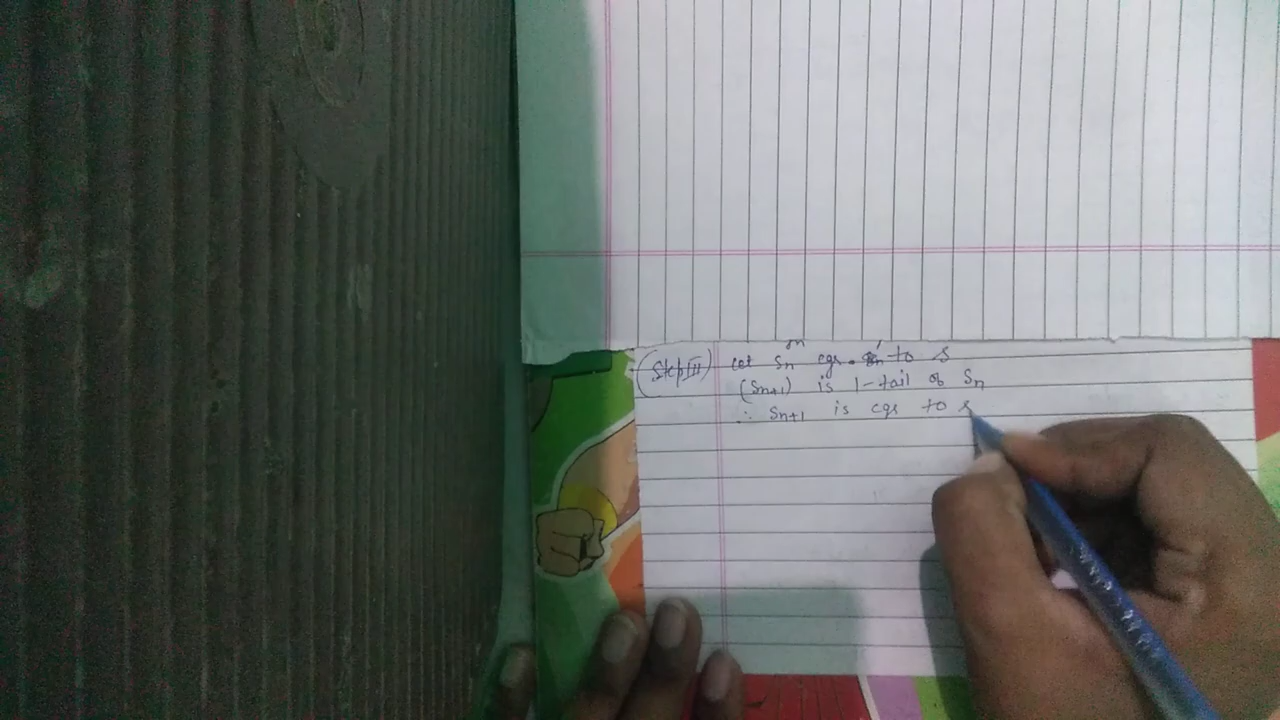 (Step III) Let Sn cgs. to s
(Sn+1) is 1-tail of Sn
∴ Sn+1 is cgs to s